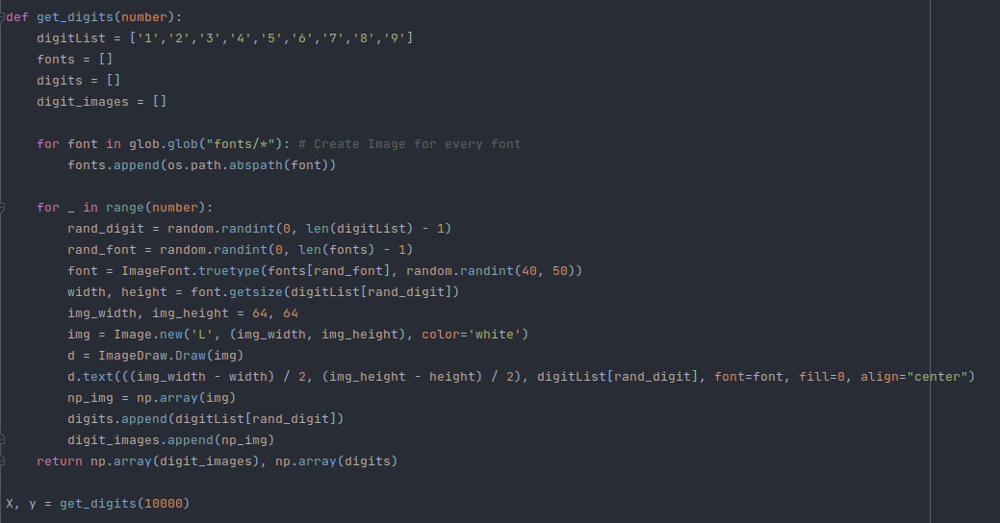 def get_digits(number):
    digitList = ['1','2','3','4','5','6','7','8','9']
    fonts = []
    digits = []
    digit_images = []

    for font in glob.glob("fonts/*"): # Create Image for every font
        fonts.append(os.path.abspath(font))

    for _ in range(number):
        rand_digit = random.randint(0, len(digitList) - 1)
        rand_font = random.randint(0, len(fonts) - 1)
        font = ImageFont.truetype(fonts[rand_font], random.randint(40, 50))
        width, height = font.getsize(digitList[rand_digit])
        img_width, img_height = 64, 64
        img = Image.new('L', (img_width, img_height), color='white')
        d = ImageDraw.Draw(img)
        d.text(((img_width - width) / 2, (img_height - height) / 2), digitList[rand_digit], font=font, fill=0, align="center")
        np_img = np.array(img)
        digits.append(digitList[rand_digit])
        digit_images.append(np_img)
    return np.array(digit_images), np.array(digits)

X, y = get_digits(10000)